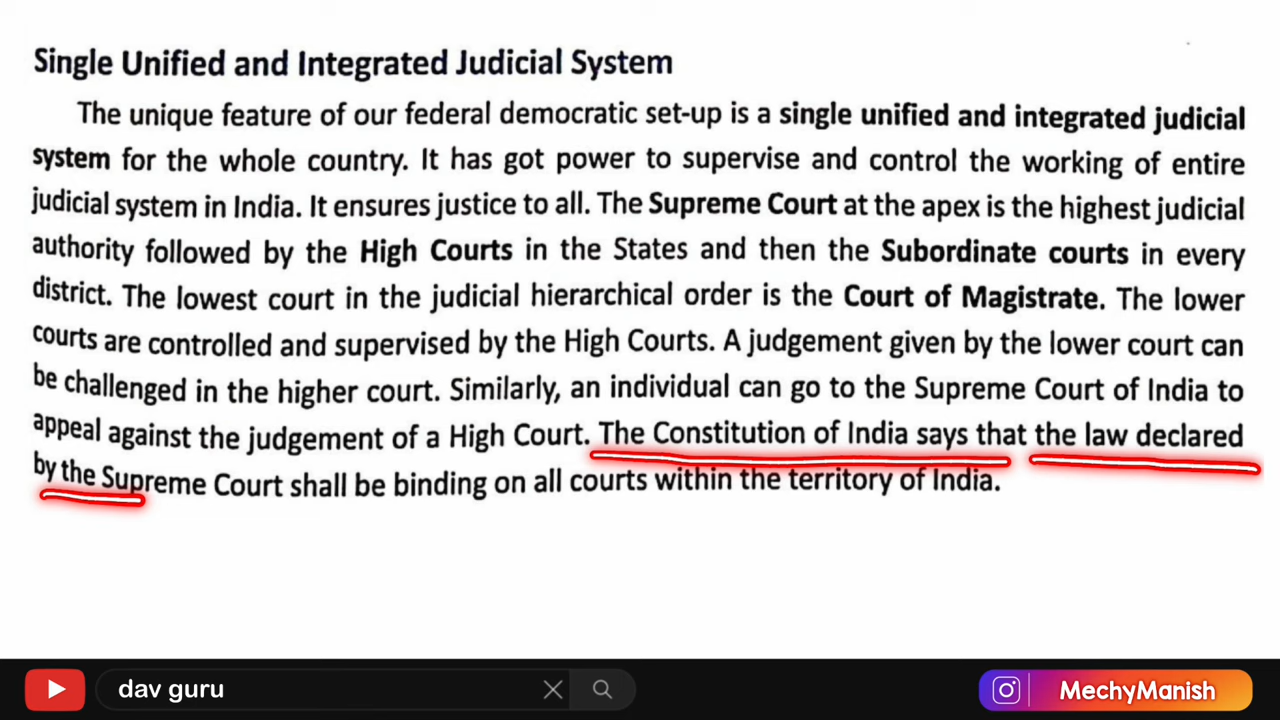 Single Unified and Integrated Judicial System
The unique feature of our federal democratic set-up is a single unified and integrated judicial
system for the whole country. It has got power to supervise and control the working of entire
judicial system in India. It ensures justice to all. The Supreme Court at the apex is the highest judicial
authority followed by the High Courts in the States and then the Subordinate courts in every
district. The lowest court in the judicial hierarchical order is the Court of Magistrate. The lower
courts are controlled and supervised by the High Courts. A judgement given by the lower court can
be challenged in the higher court. Similarly, an individual can go to the Supreme Court of India to
appeal against the judgement of a High Court. The Constitution of India says that the law declared
by the Supreme Court shall be binding on all courts within the territory of India.
dav guru
MechyManish